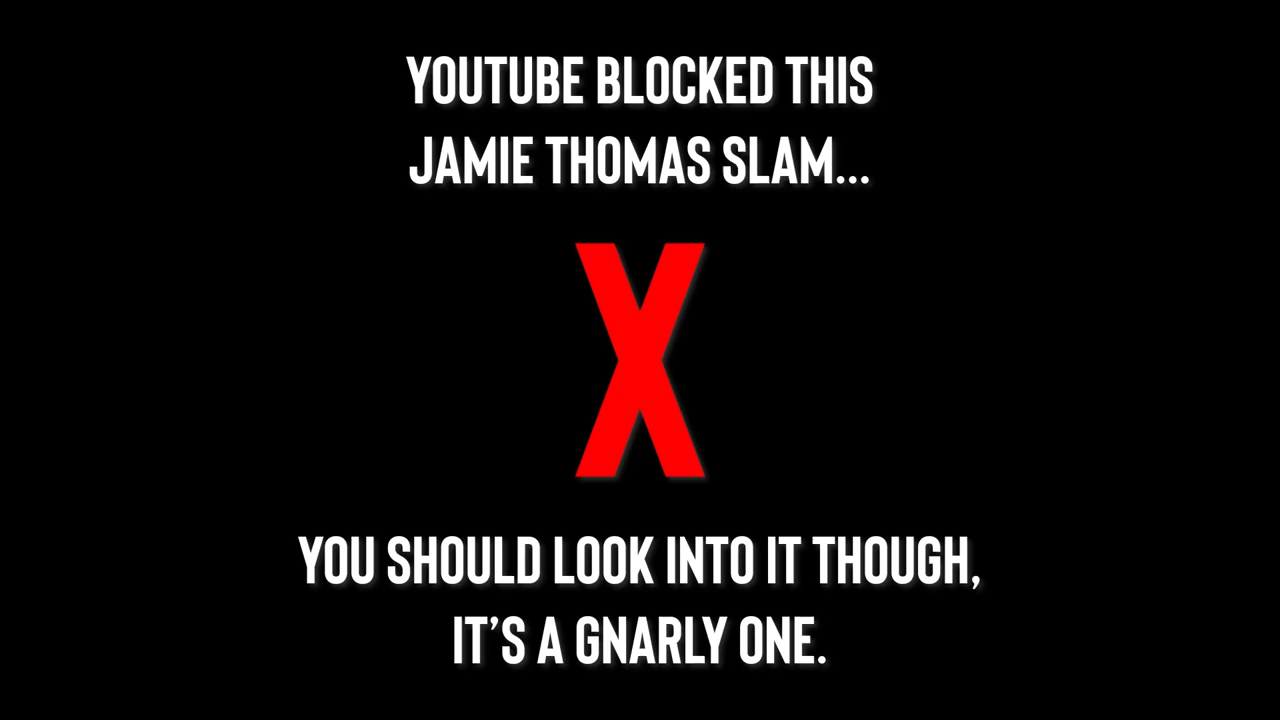 YOUTUBE BLOCKED THIS
JAMIE THOMAS SLAM...
X
YOU SHOULD LOOK INTO IT THOUGH,
IT’S A GNARLY ONE.